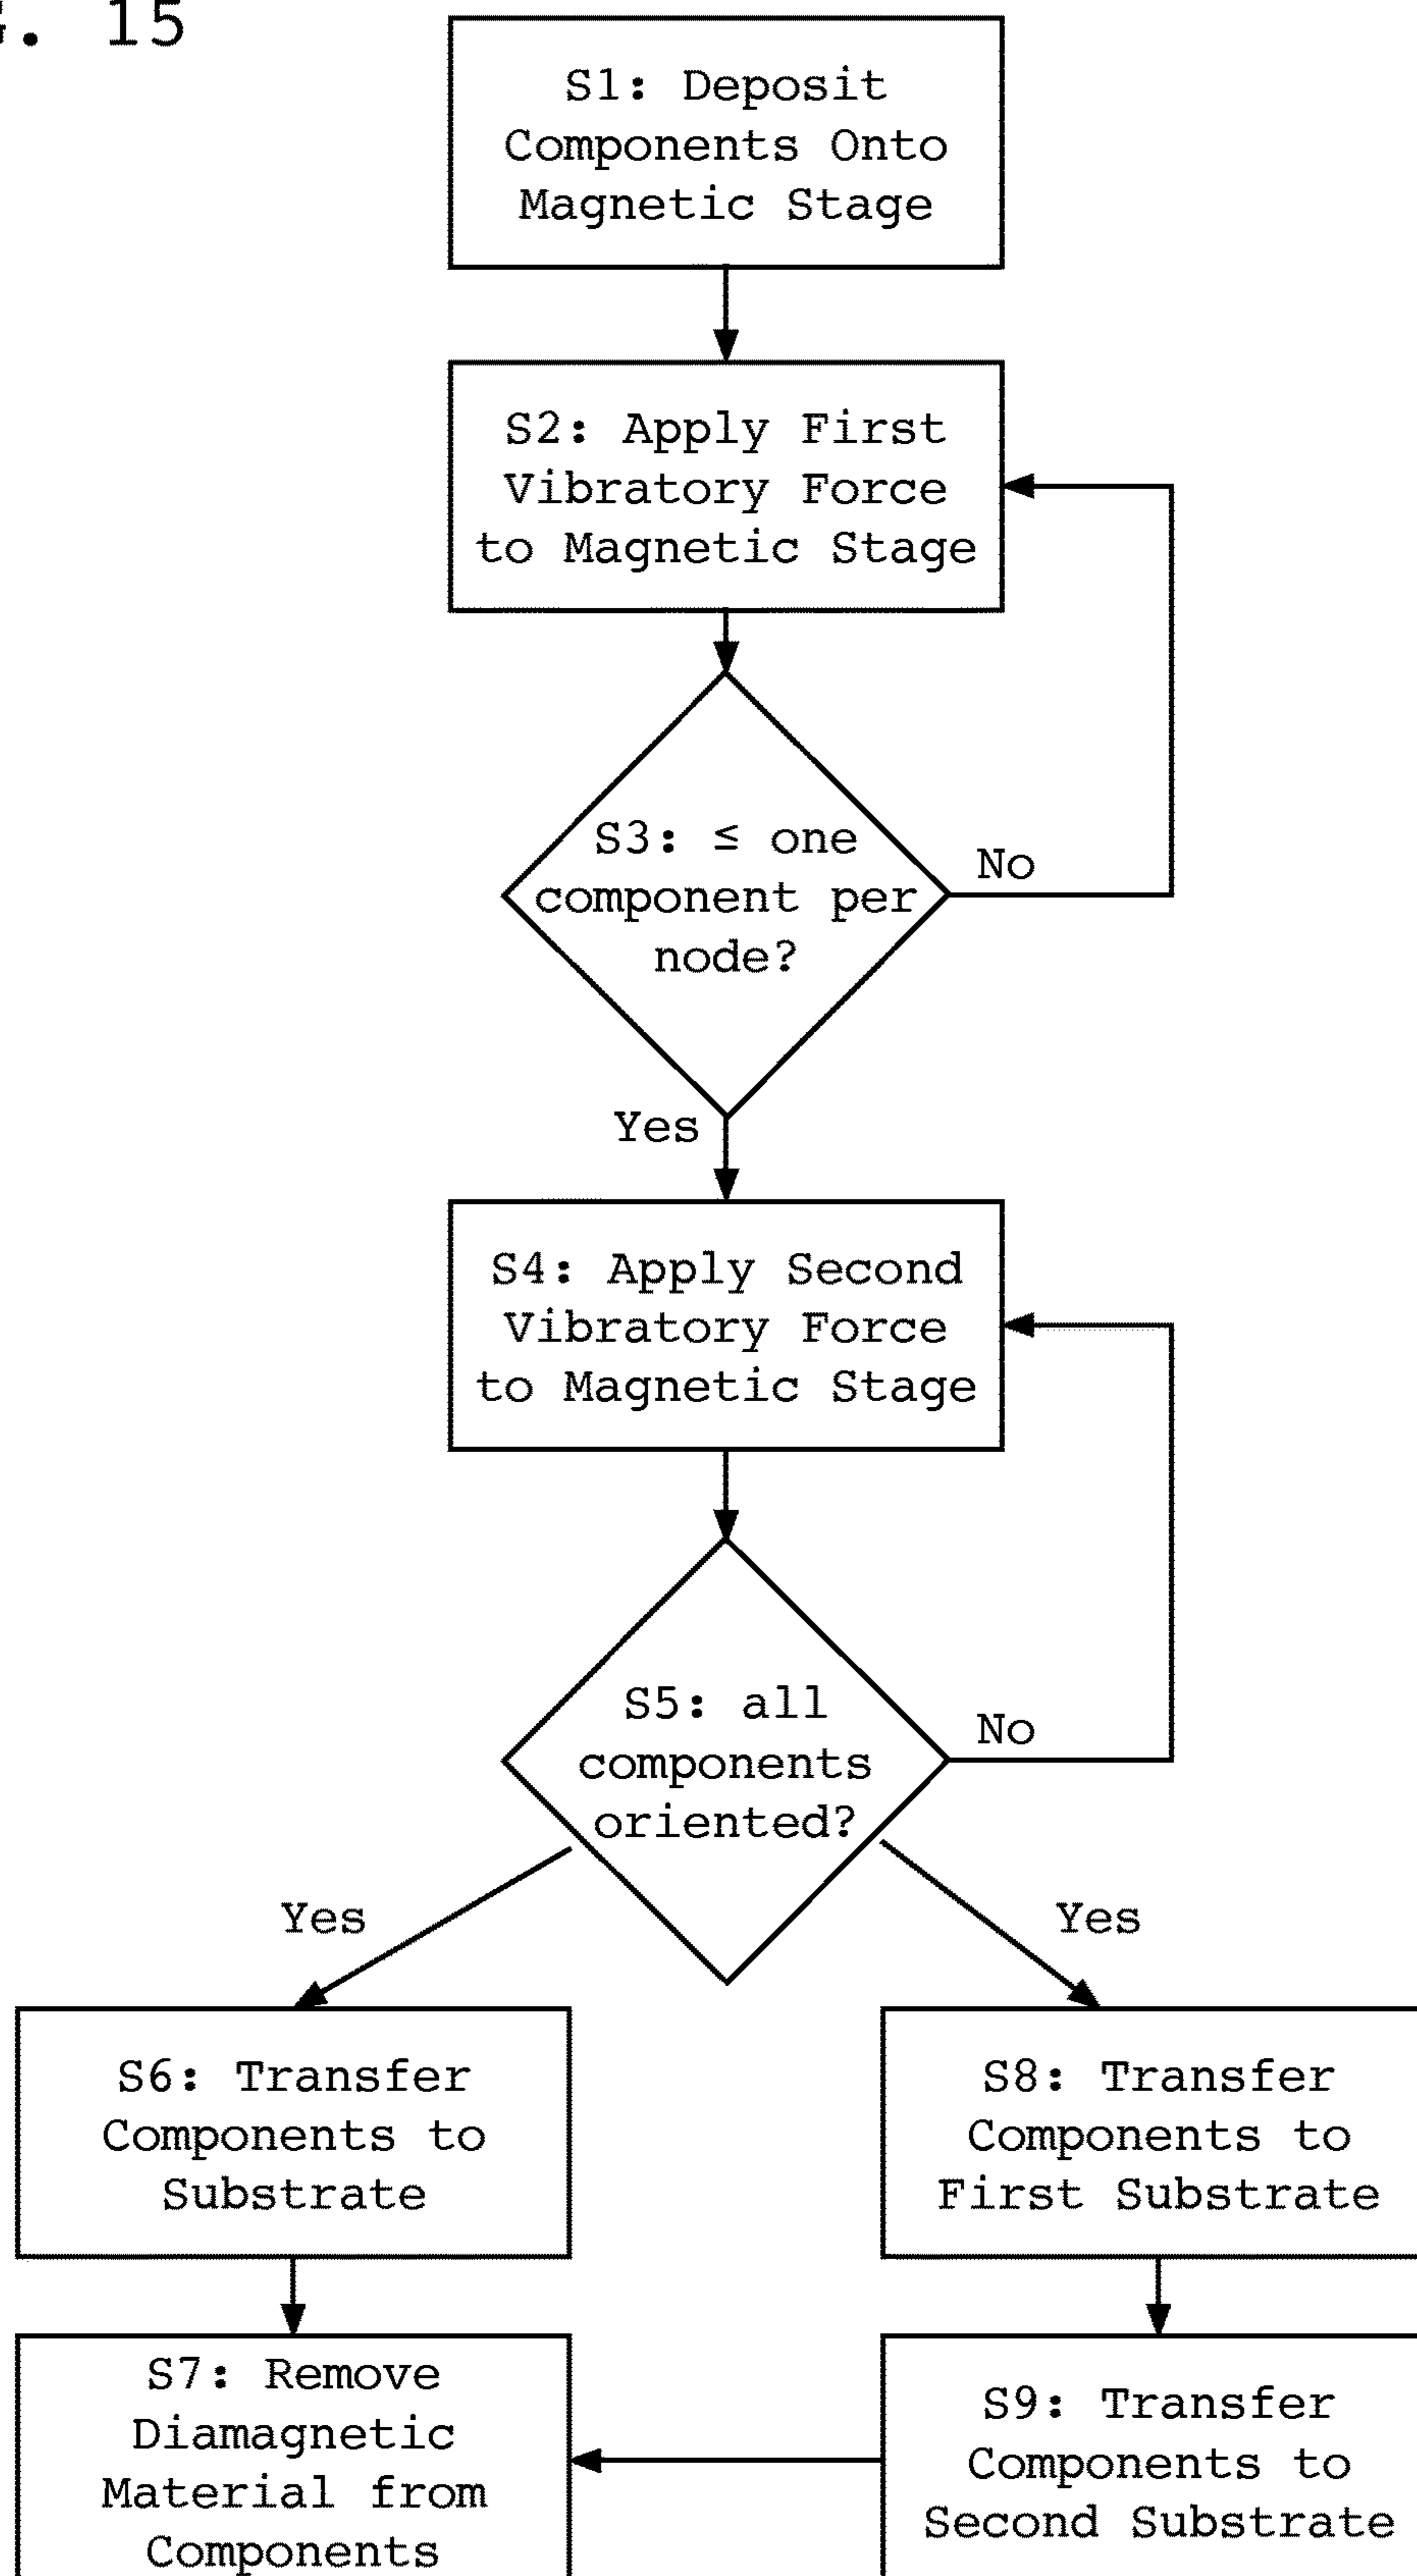 . 15
S1: Deposit
Components Onto
Magnetic Stage
S2: Apply First
Vibratory Force
to Magnetic Stage
S3: ≤ one
component per
node?
No
Yes
S4: Apply Second
Vibratory Force
to Magnetic Stage
S5: all
components
oriented?
No
Yes
Yes
S6: Transfer
Components to
Substrate
S8: Transfer
Components to
First Substrate
S7: Remove
Diamagnetic
Material from
Components
S9: Transfer
Components to
Second Substrate